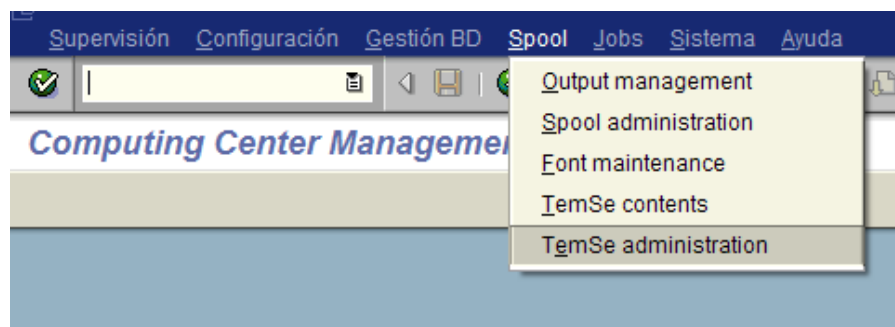 Supervisión Configuración Gestión BD Spool Jobs Sistema Ayuda
Output management
Spool administration
Font maintenance
TemSe contents
TemSe administration
Computing Center Manageme